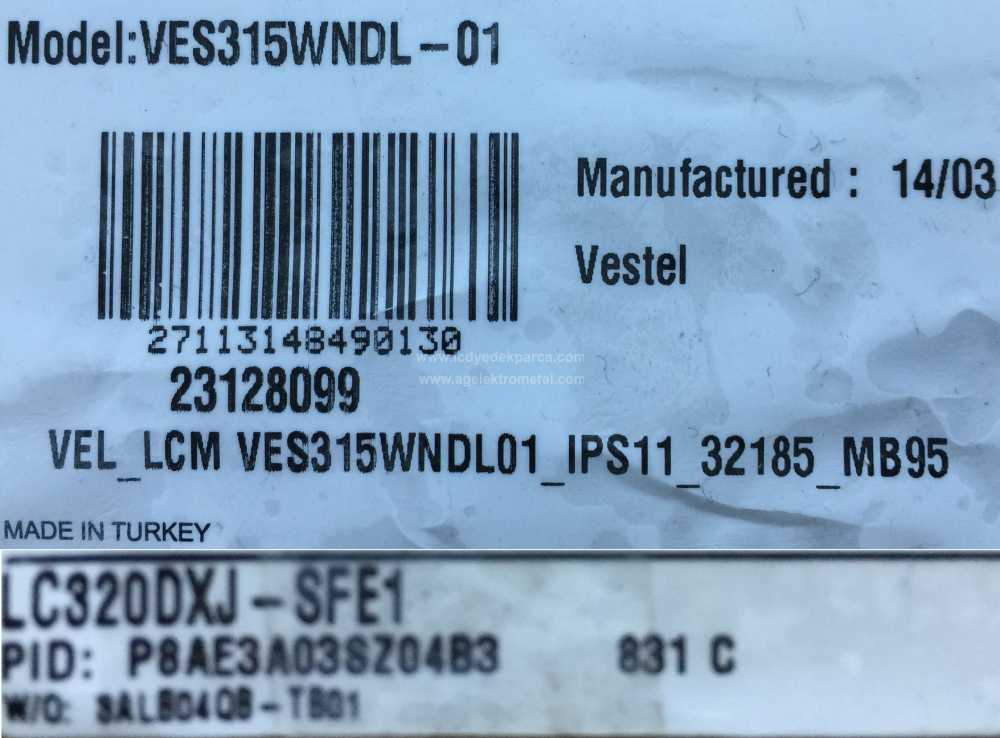 Model:VES315WNDL-01
Manufactured : 14/03
Vestel
27113148490130
www.lcdyedekparca.com
www.agelektrometal.com
23128099
VEL_LCM VES315WNDL01_IPS11_32185_MB95
MADE IN TURKEY
LC320DXJ-SFE1
PID: P8AE3A03SZ04B3 831 C
W/O: 3ALB04QB-TB01